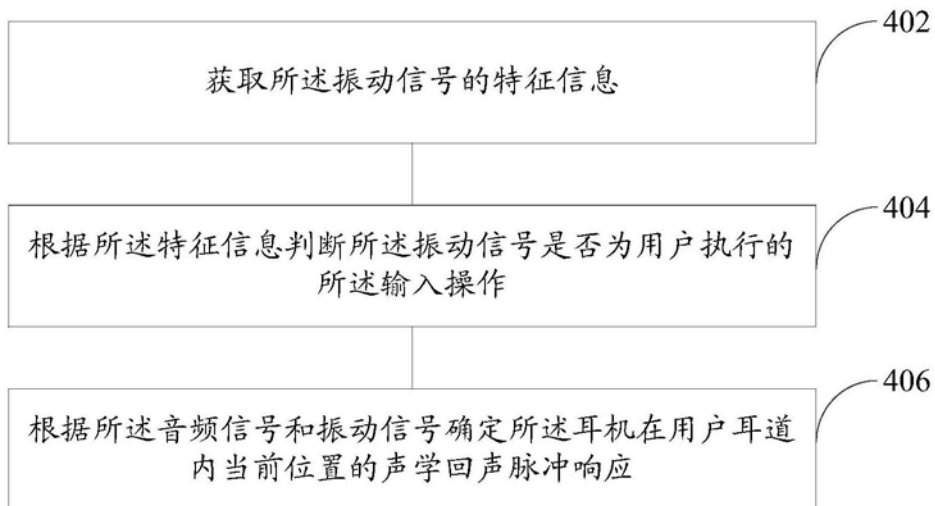 402
获取所述振动信号的特征信息
404
根据所述特征信息判断所述振动信号是否为用户执行的
所述输入操作
406
根据所述音频信号和振动信号确定所述耳机在用户耳道
内当前位置的声学回声脉冲响应